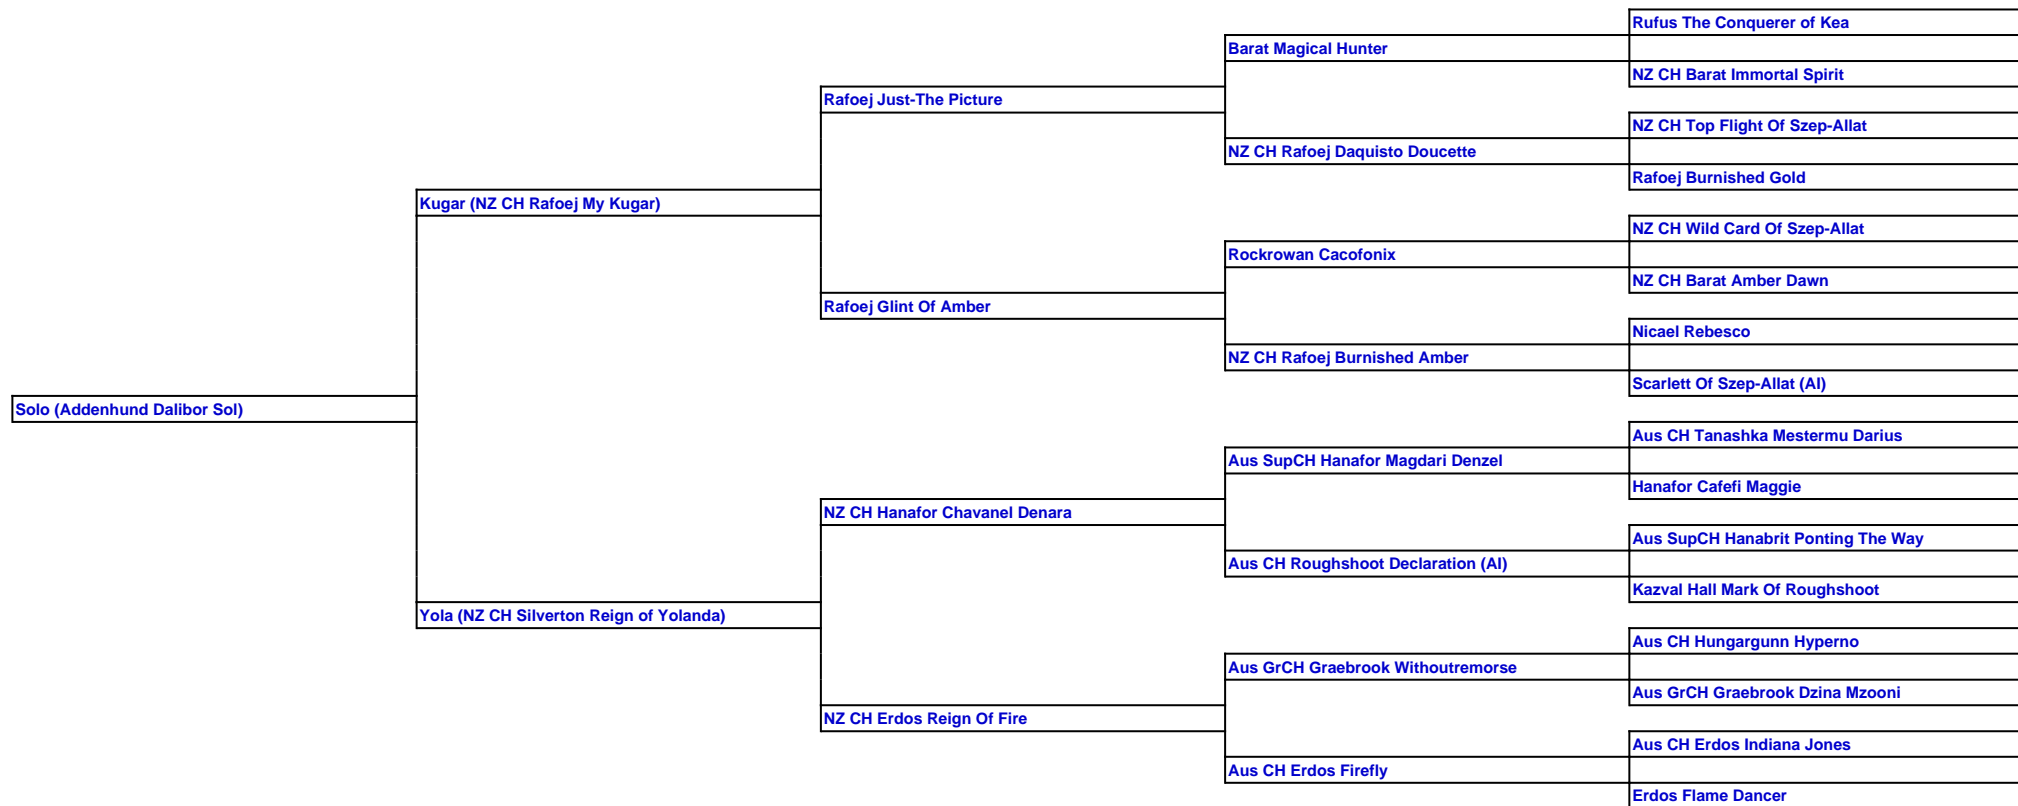 Rufus The Conquerer of Kea
Barat Magical Hunter
NZ CH Barat Immortal Spirit
Rafoej Just-The Picture
NZ CH Top Flight Of Szep-Allat
NZ CH Rafoej Daquisto Doucette
Rafoej Burnished Gold
Kugar (NZ CH Rafoej My Kugar)
NZ CH Wild Card Of Szep-Allat
Rockrowan Cacofonix
NZ CH Barat Amber Dawn
Rafoej Glint Of Amber
Nicael Rebesco
NZ CH Rafoej Burnished Amber
Scarlett Of Szep-Allat (AI)
Solo (Addenhund Dalibor Sol)
Aus CH Tanashka Mestermu Darius
Aus SupCH Hanafor Magdari Denzel
Hanafor Cafefi Maggie
NZ CH Hanafor Chavanel Denara
Aus SupCH Hanabrit Ponting The Way
Aus CH Roughshoot Declaration (AI)
Kazval Hall Mark Of Roughshoot
Yola (NZ CH Silverton Reign of Yolanda)
Aus CH Hungargunn Hyperno
Aus GrCH Graebrook Withoutremorse
Aus GrCH Graebrook Dzina Mzooni
NZ CH Erdos Reign Of Fire
Aus CH Erdos Indiana Jones
Aus CH Erdos Firefly
Erdos Flame Dancer